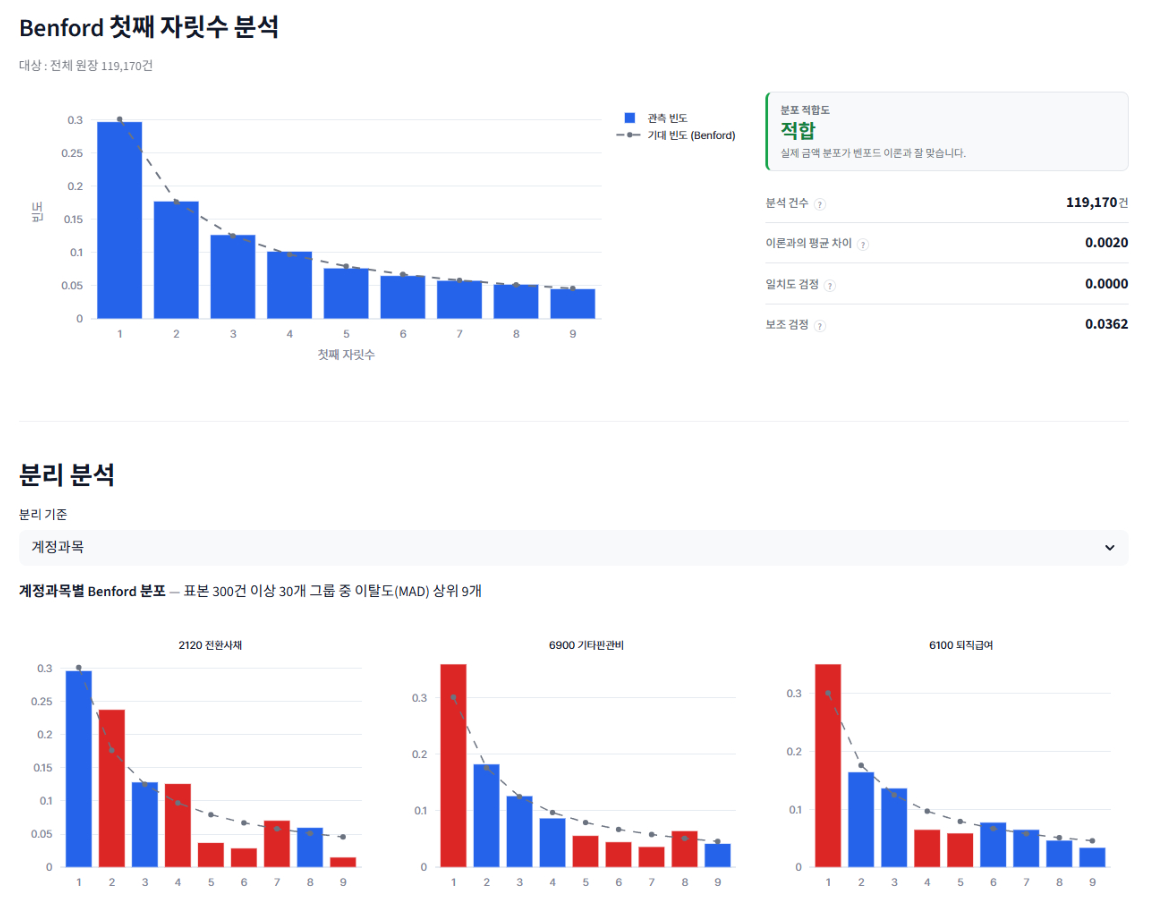 Benford 첫째 자릿수 분석
대상 : 전체 원장 119,170건
0.3
0.25
0.2
0.15
0.1
0.05
0
빈도
1 2 3 4 5 6 7 8 9
첫째 자릿수
관측 빈도
기대 빈도 (Benford)
분포 적합도
적합
실제 금액 분포가 벤포드 이론과 잘 맞습니다.
분석 건수 ? 119,170건
이론과의 평균 차이 ? 0.0020
일치도 검정 ? 0.0000
보조 검정 ? 0.0362
분리 분석
분리 기준
계정과목
계정과목별 Benford 분포 — 표본 300건 이상 30개 그룹 중 이탈도(MAD) 상위 9개
2120 전환사채
0.3
0.25
0.2
0.15
0.1
0.05
0
1 2 3 4 5 6 7 8 9
6900 기타판관비
0.3
0.2
0.1
0
1 2 3 4 5 6 7 8 9
6100 퇴직급여
0.3
0.2
0.1
0
1 2 3 4 5 6 7 8 9